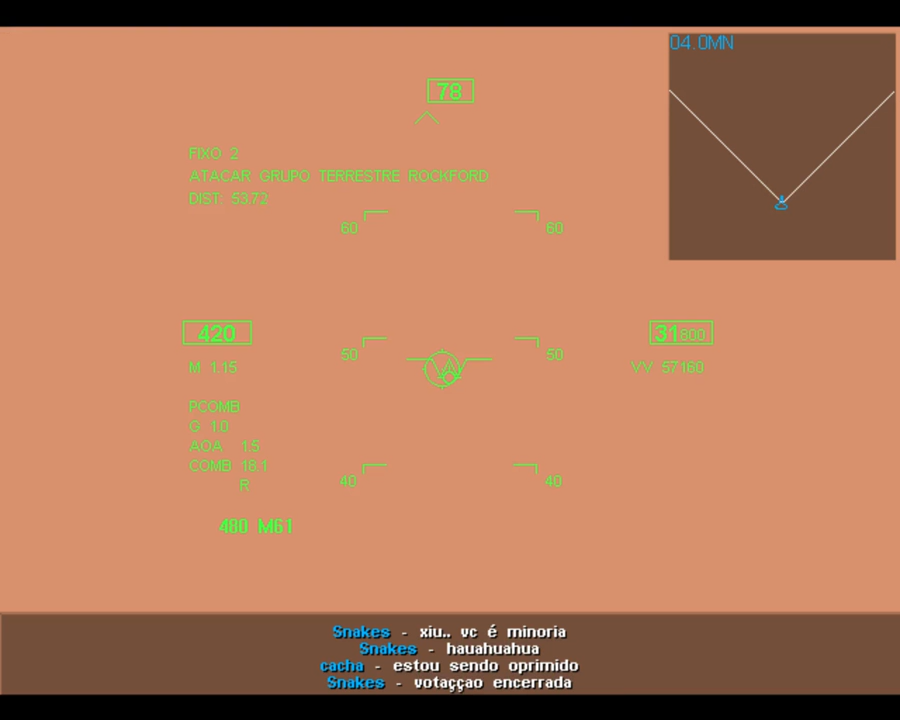 04.0MN
78
FIXO 2
ATACAR GRUPO TERRESTRE ROCKFORD
DIST 53.72
60 60
420 31800
50 50
M 1.15 VV 57160
PCOMB
G 1.0
AOA 1.5
COMB 18.1
40 40
R
480 M61
Snakes - xiu.. vc é minoria
Snakes - hauahuahua
cacha - estou sendo oprimido
Snakes - votaççao encerrada